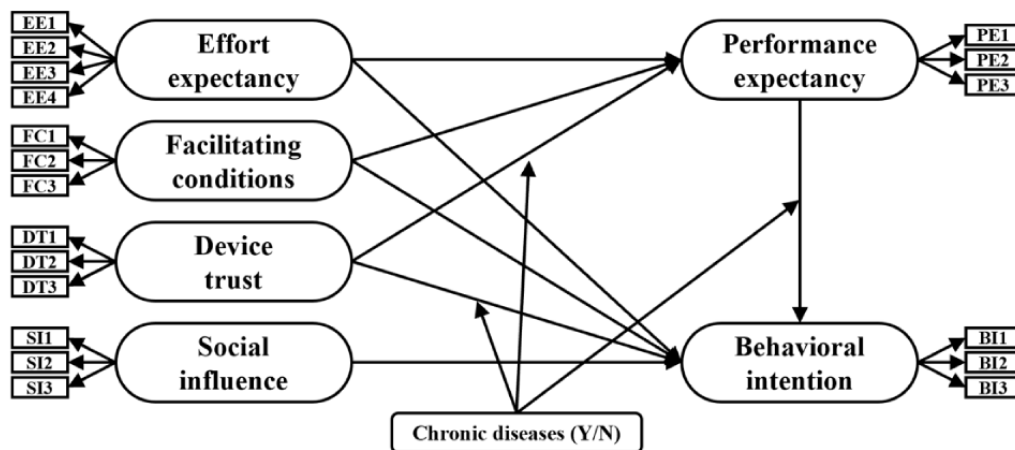 EE1
EE2
EE3
EE4
Effort
expectancy
Performance
expectancy
PE1
PE2
PE3
FC1
FC2
FC3
Facilitating
conditions
DT1
DT2
DT3
Device
trust
SI1
SI2
SI3
Social
influence
Behavioral
intention
BI1
BI2
BI3
Chronic diseases (Y/N)